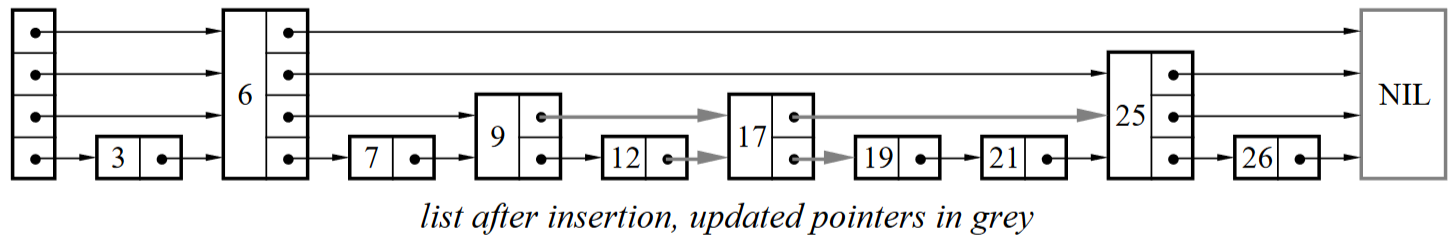 6 NIL
25
9 17
3 7 12 19 21 26
list after insertion, updated pointers in grey